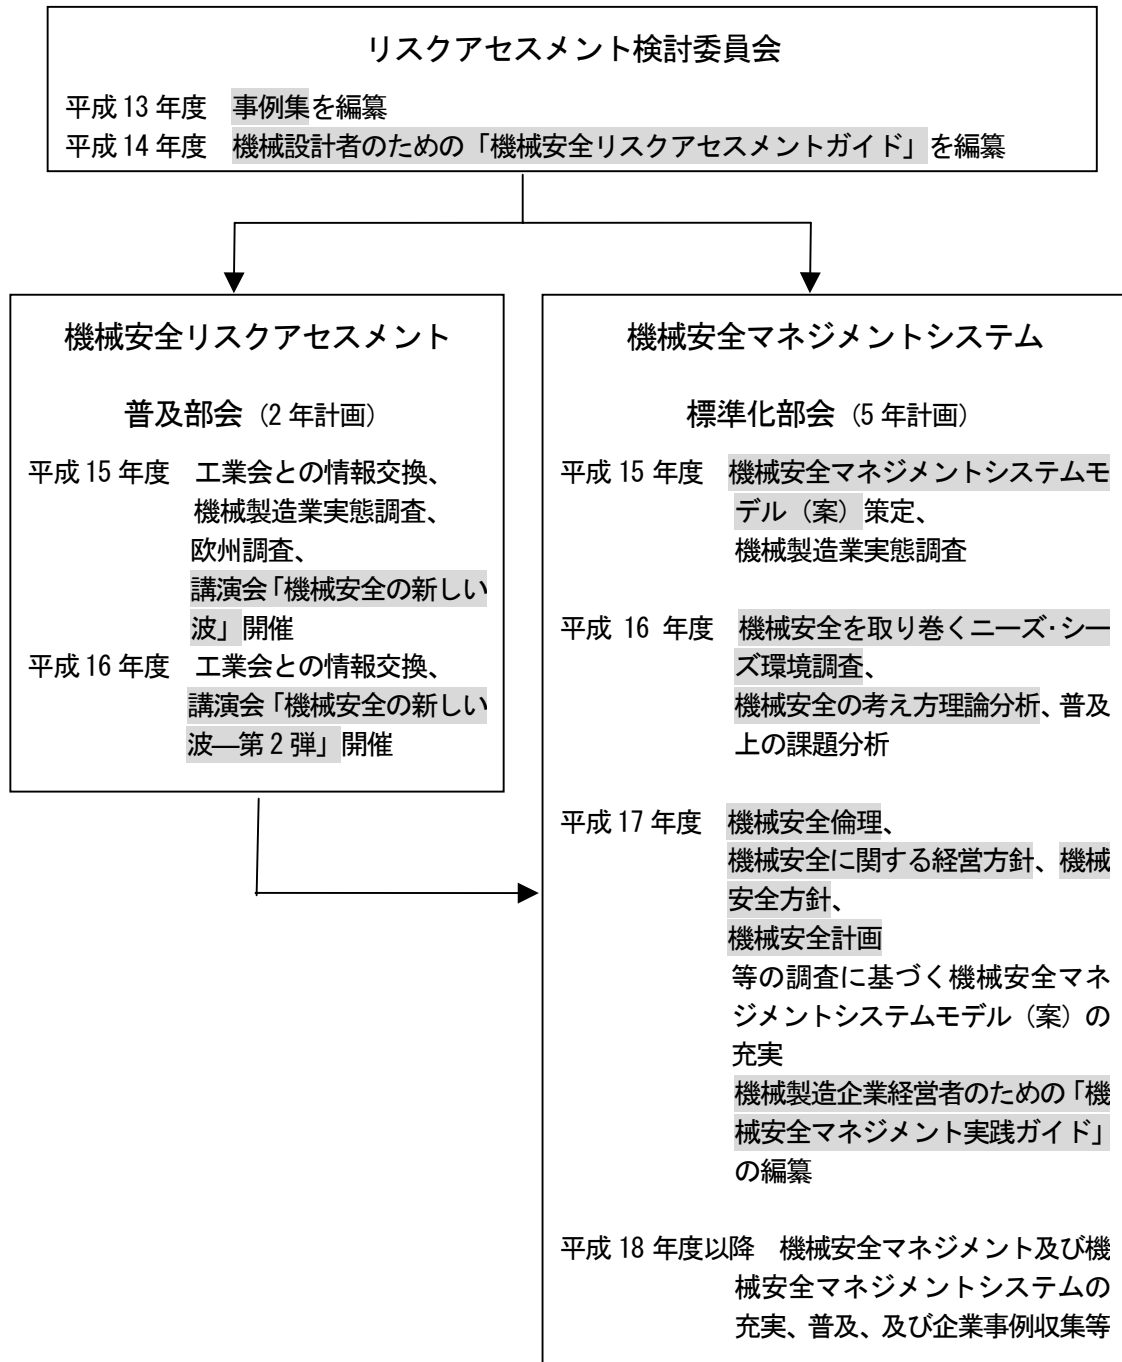 リスクアセスメント検討委員会
平成 13 年度　事例集を編纂
平成 14 年度　機械設計者のための「機械安全リスクアセスメントガイド」を編纂
機械安全リスクアセスメント
普及部会（2 年計画）
平成 15 年度　工業会との情報交換、
機械製造業実態調査、
欧州調査、
講演会「機械安全の新しい
波」開催
平成 16 年度　工業会との情報交換、
講演会「機械安全の新しい
波―第 2 弾」開催
機械安全マネジメントシステム
標準化部会（5 年計画）
平成 15 年度　機械安全マネジメントシステムモ
デル（案）策定、
機械製造業実態調査
平成 16 年度　機械安全を取り巻くニーズ・シー
ズ環境調査、
機械安全の考え方理論分析、普及
上の課題分析
平成 17 年度　機械安全倫理、
機械安全に関する経営方針、機械
安全方針、
機械安全計画
等の調査に基づく機械安全マネ
ジメントシステムモデル（案）の
充実
機械製造企業経営者のための「機
械安全マネジメント実践ガイド」
の編纂
平成 18 年度以降　機械安全マネジメント及び機
械安全マネジメントシステムの
充実、普及、及び企業事例収集等